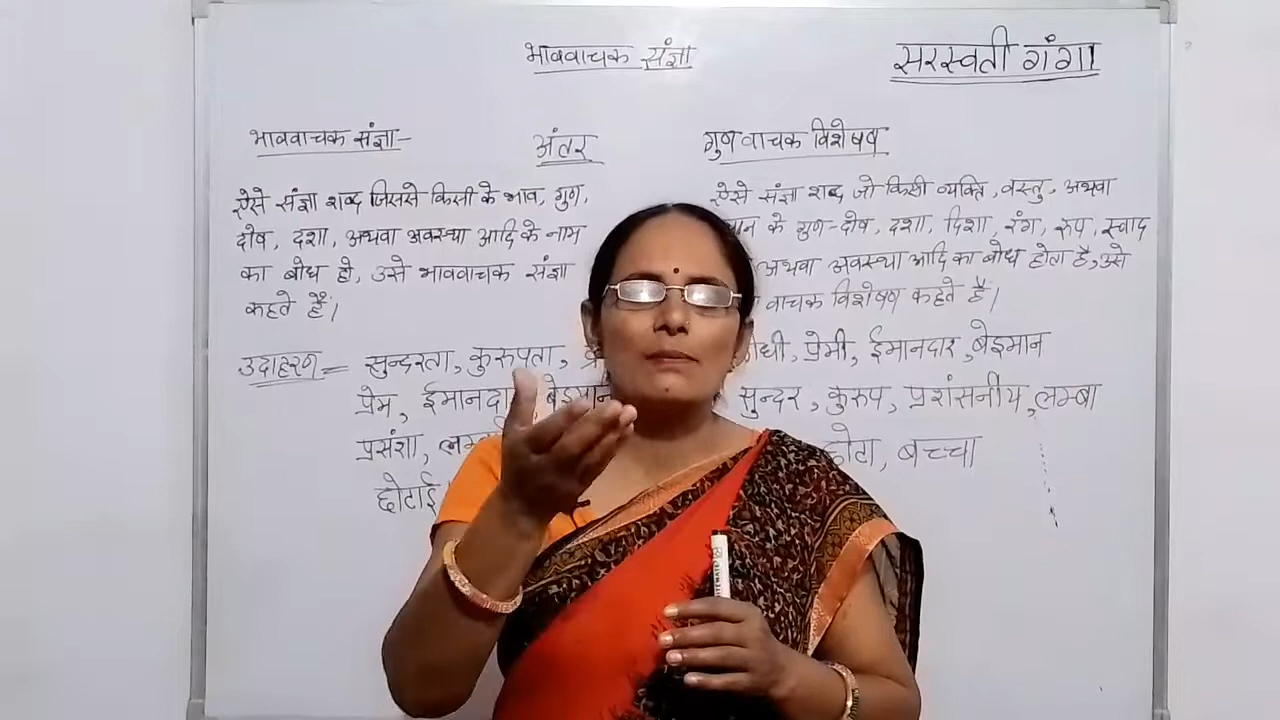 भाववाचक संज्ञा
सरस्वती गंगा
भाववाचक संज्ञा-
अंतर
गुणवाचक विशेषण
ऐसे संज्ञा शब्द जिससे किसी के भाव, गुण,
दोष, दशा, अथवा अवस्था आदि के नाम
का बोध हो, उसे भाववाचक संज्ञा
कहते हैं।
ऐसे संज्ञा शब्द जो किसी व्यक्ति, वस्तु, अथवा
के गुण-दोष, दशा, दिशा, रंग, रूप, स्वाद
अथवा अवस्था आदि का बोध होता है, उसे
वाचक विशेषण कहते हैं।
उदाहरण = सुन्दरता, कुरुपता,
प्रेम,
प्रसंशा,
छोटाई
प्रेमी, ईमानदार, बेइमान
सुन्दर, कुरुप, प्रशंसनीय, लम्बा
बच्चा